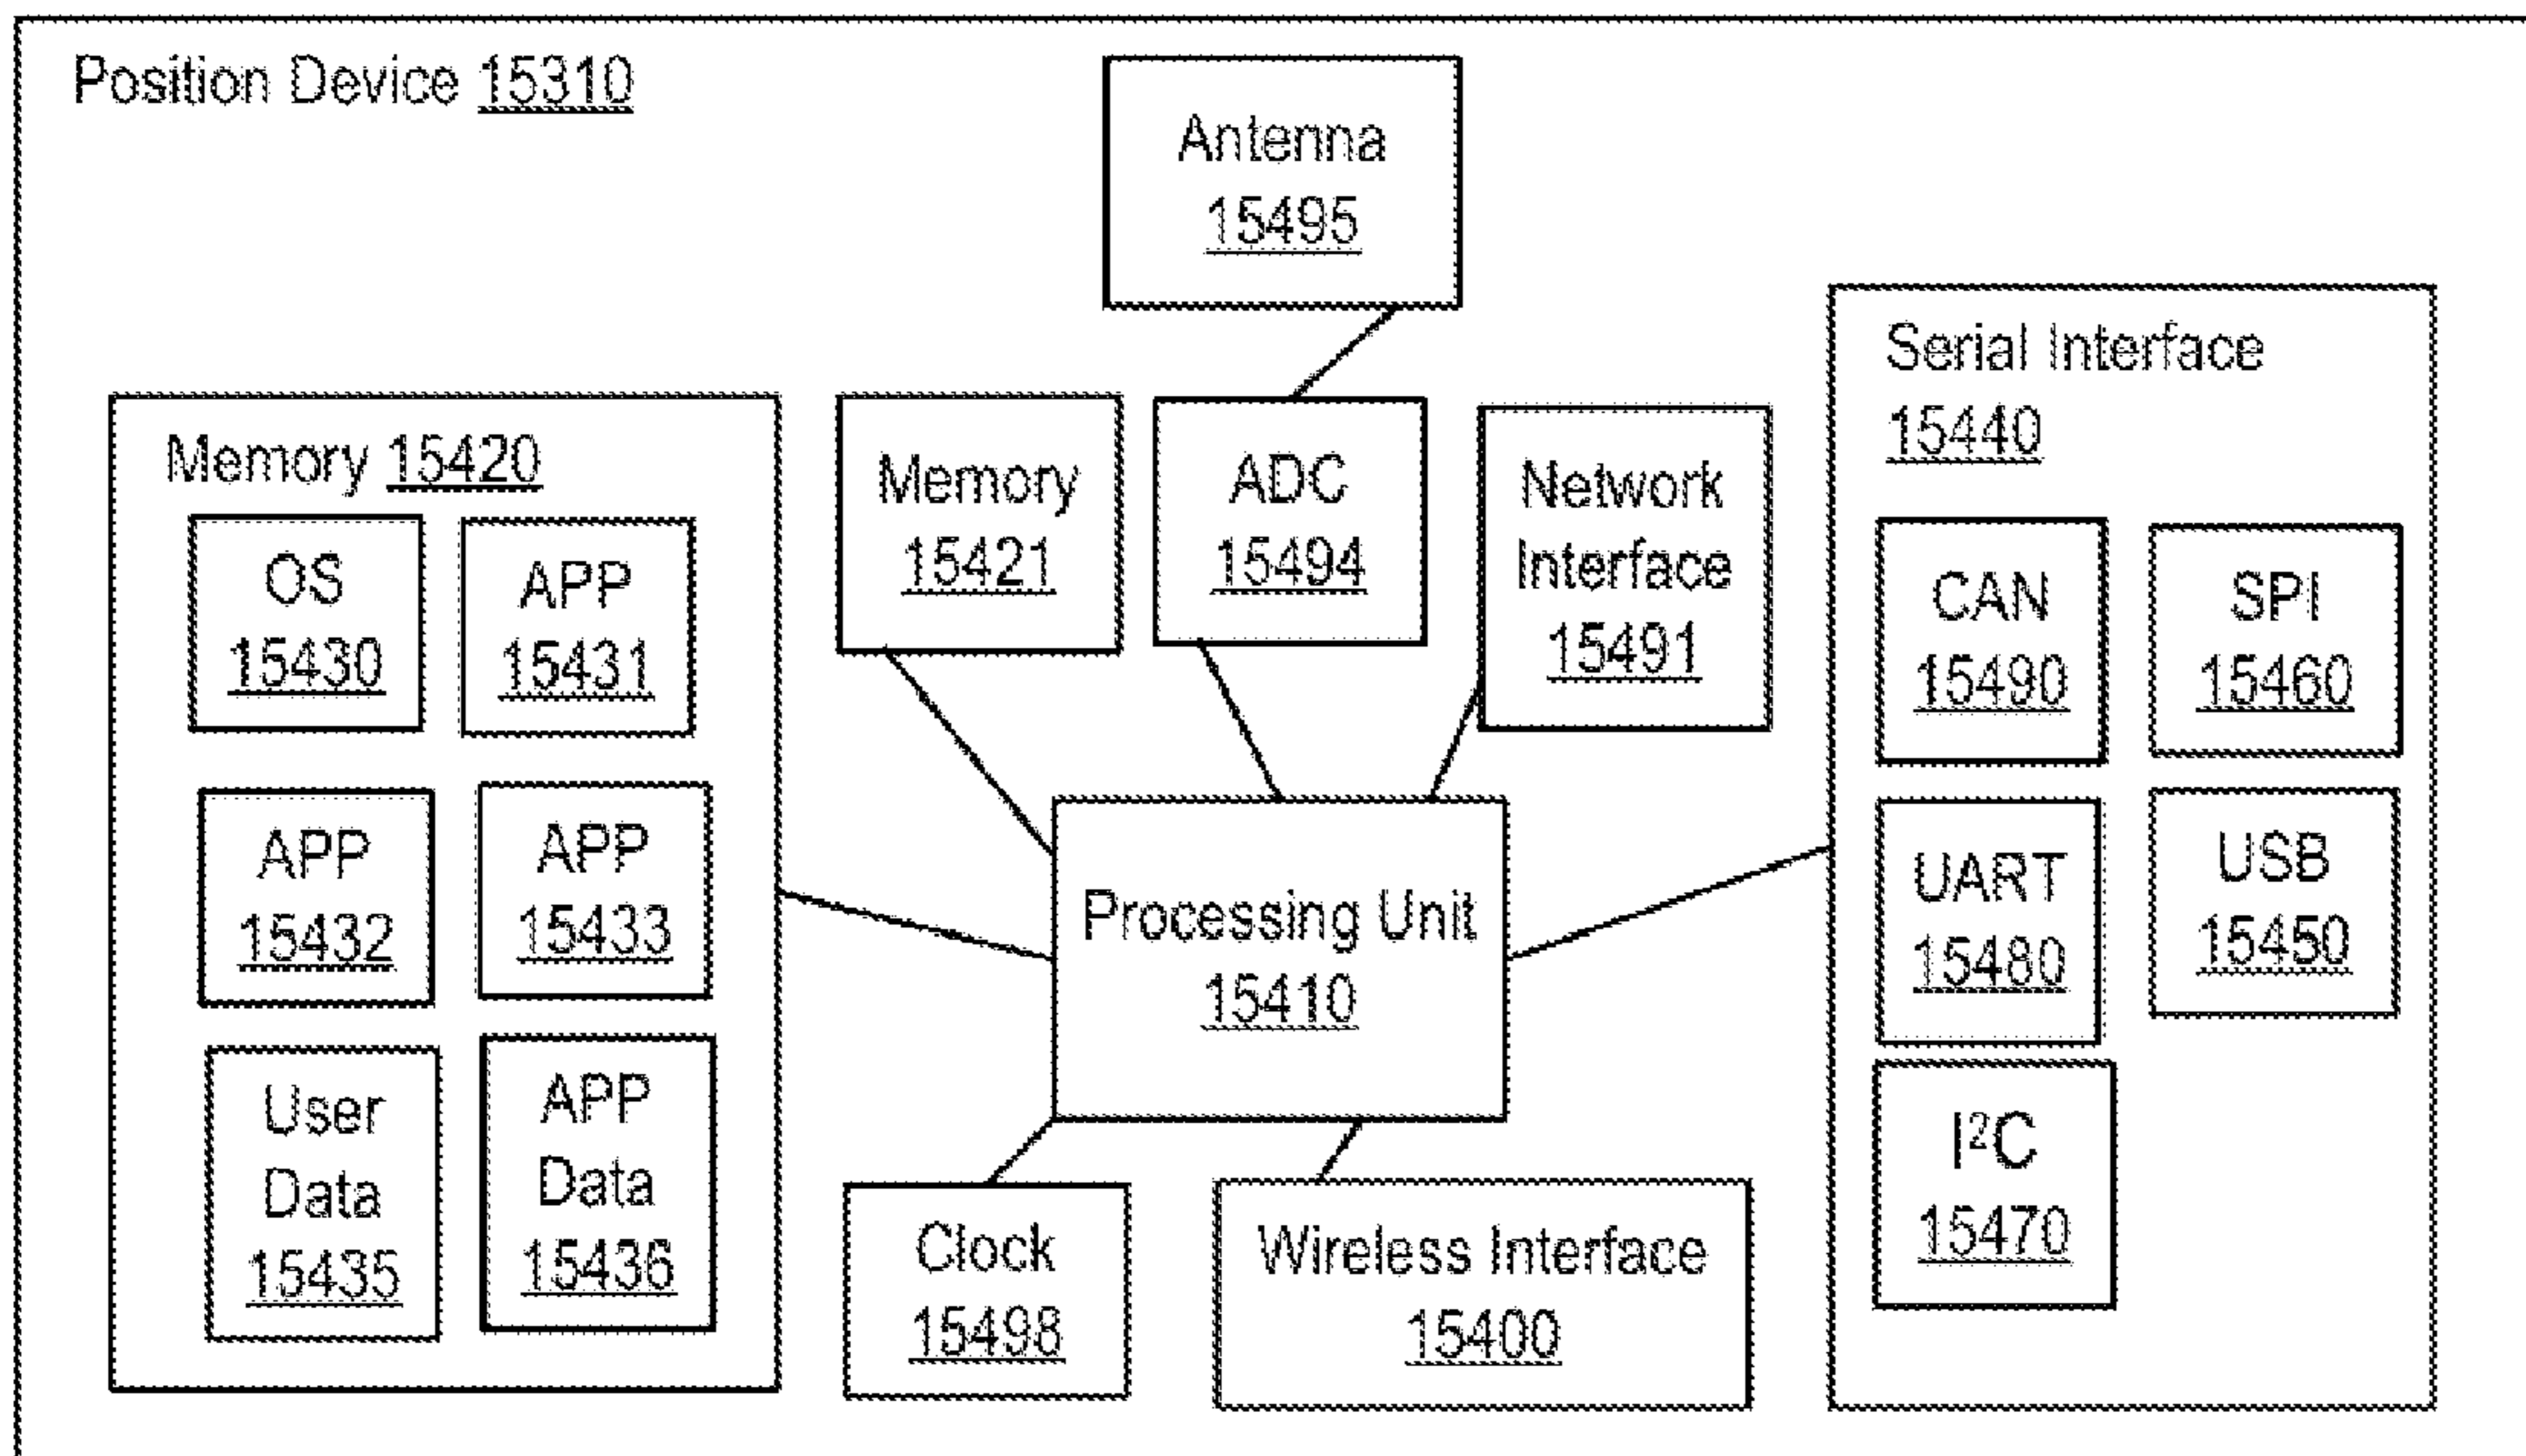 Position Device 15310
Antenna
15495
Memory 15420
OS
15430
APP
15431
APP
15432
APP
15433
User
Data
15435
APP
Data
15436
Memory
15421
ADC
15494
Network
Interface
15491
Processing Unit
15410
Clock
15498
Wireless Interface
15400
Serial Interface
15440
CAN
15490
SPI
15460
UART
15480
USB
15450
I²C
15470